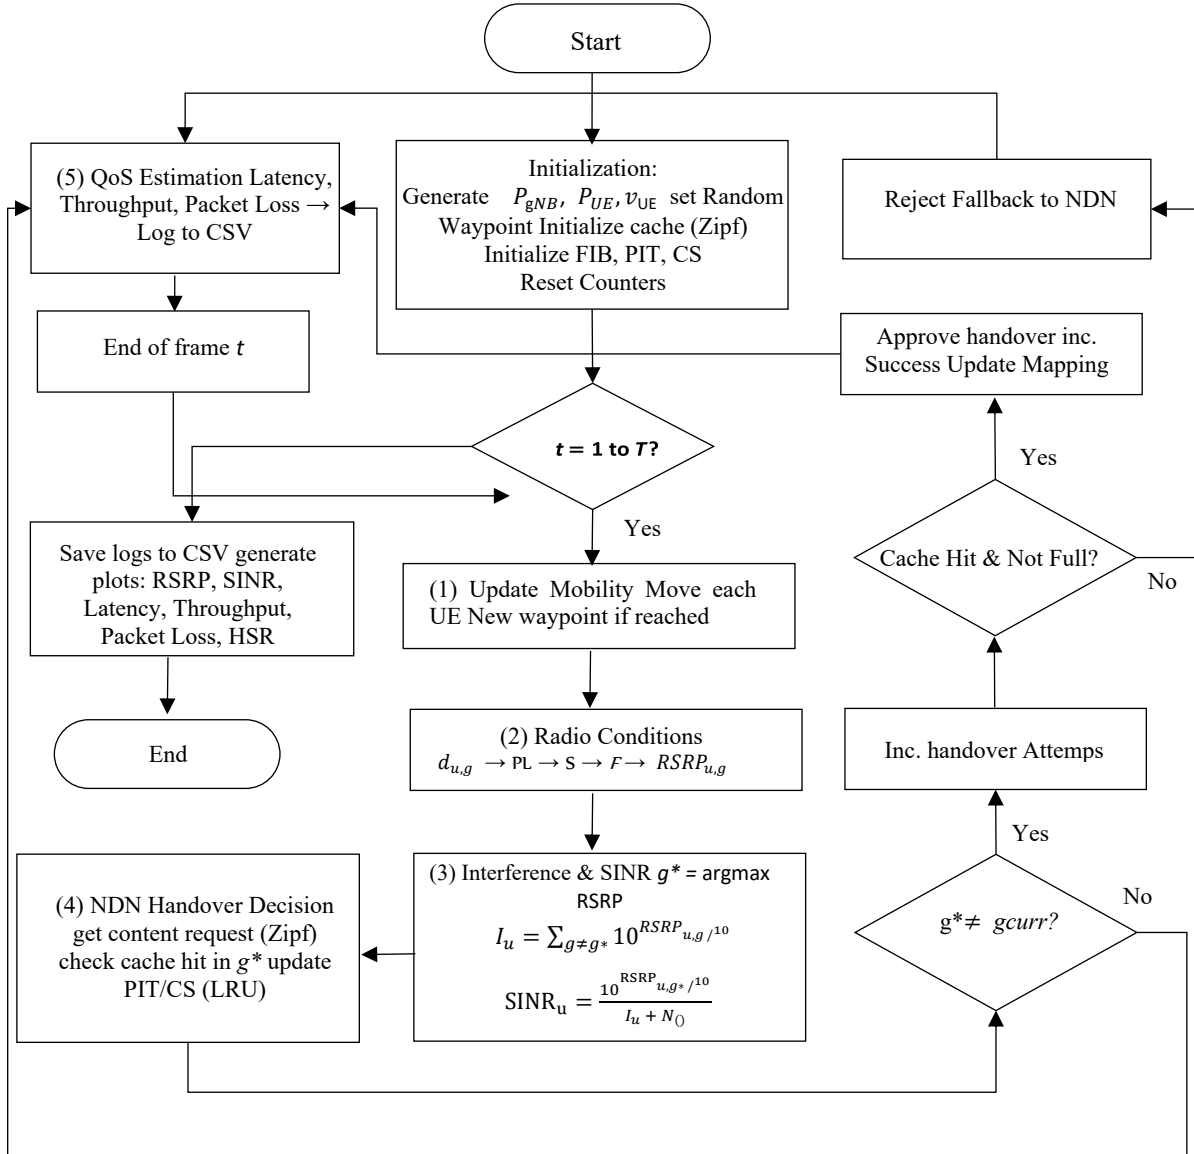 Start
(5) QoS Estimation Latency,
Throughput, Packet Loss →
Log to CSV
Initialization:
Generate P_gNB, P_UE, v_UE set Random
Waypoint Initialize cache (Zipf)
Initialize FIB, PIT, CS
Reset Counters
Reject Fallback to NDN
End of frame t
Approve handover inc.
Success Update Mapping
t = 1 to T?
Yes
Yes
Save logs to CSV generate
plots: RSRP, SINR,
Latency, Throughput,
Packet Loss, HSR
(1) Update Mobility Move each
UE New waypoint if reached
Cache Hit & Not Full?
No
End
(2) Radio Conditions
d_{u,g} → PL → S → F → RSRP_{u,g}
Inc. handover Attemps
Yes
(3) Interference & SINR g* = argmax
RSRP
I_u = ∑_{g≠g*} 10^{RSRP_{u,g}/10}
SINR_u = 10^{RSRP_{u,g*}/10} / (I_u + N_0)
(4) NDN Handover Decision
get content request (Zipf)
check cache hit in g* update
PIT/CS (LRU)
g*≠ gcurr?
No